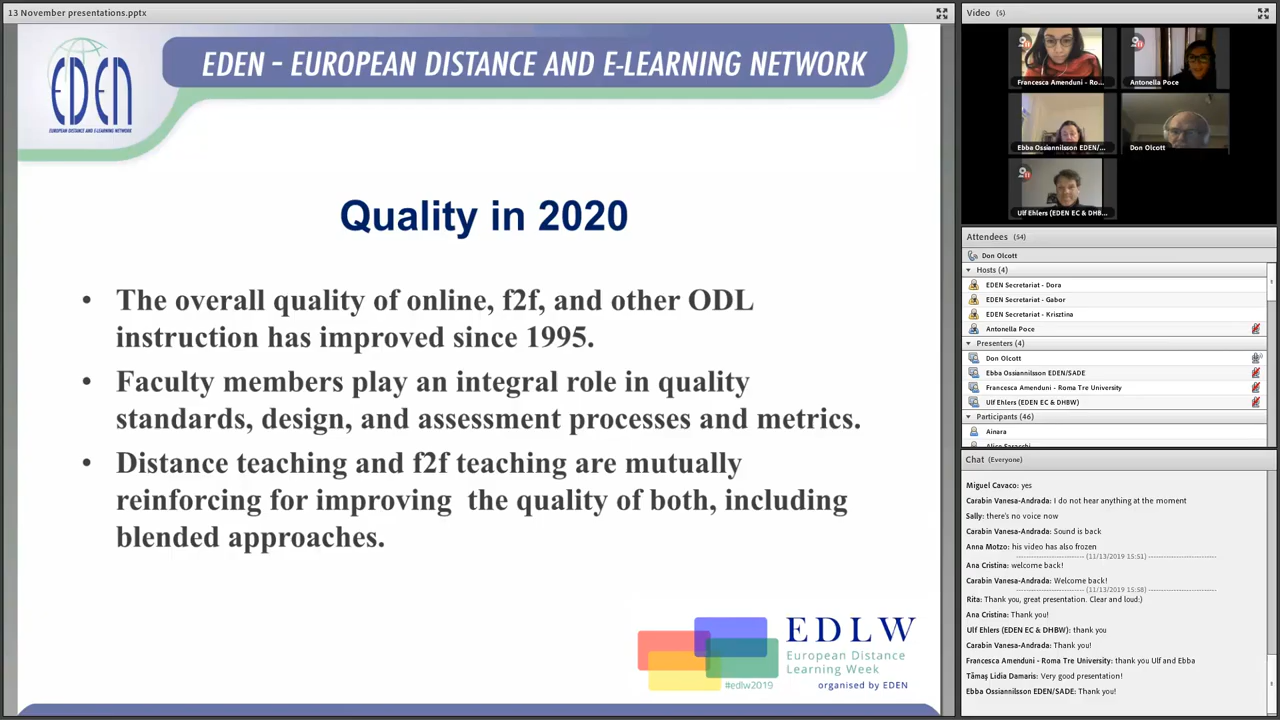 13 November presentations.pptx
EDEN
EUROPEAN DISTANCE AND E-LEARNING NETWORK
EDEN – EUROPEAN DISTANCE AND E-LEARNING NETWORK
Quality in 2020
• The overall quality of online, f2f, and other ODL
instruction has improved since 1995.
• Faculty members play an integral role in quality
standards, design, and assessment processes and metrics.
• Distance teaching and f2f teaching are mutually
reinforcing for improving the quality of both, including
blended approaches.
EDLW
European Distance
Learning Week
#edlw2019
organised by EDEN
Video (5)
Francesca Amenduni - Ro...
Antonella Poce
Ebba Ossiannilsson EDEN/...
Don Olcott
Ulf Ehlers (EDEN EC & DHB...
Attendees (54)
Don Olcott
Hosts (4)
EDEN Secretariat - Dora
EDEN Secretariat - Gabor
EDEN Secretariat - Krisztina
Antonella Poce
Presenters (4)
Don Olcott
Ebba Ossiannilsson EDEN/SADE
Francesca Amenduni - Roma Tre University
Ulf Ehlers (EDEN EC & DHBW)
Participants (46)
Ainara
Chat (Everyone)
Miguel Cavaco: yes
Carabin Vanesa-Andrada: I do not hear anything at the moment
Sally: there's no voice now
Carabin Vanesa-Andrada: Sound is back
Anna Motzo: his video has also frozen
(11/13/2019 15:51)
Ana Cristina: welcome back!
Carabin Vanesa-Andrada: Welcome back!
(11/13/2019 15:58)
Rita: Thank you, great presentation. Clear and loud:)
Ana Cristina: Thank you!
Ulf Ehlers (EDEN EC & DHBW): thank you
Carabin Vanesa-Andrada: Thank you!
Francesca Amenduni - Roma Tre University: thank you Ulf and Ebba
Tâmaș Lidia Damaris: Very good presentation!
Ebba Ossiannilsson EDEN/SADE: Thank you!